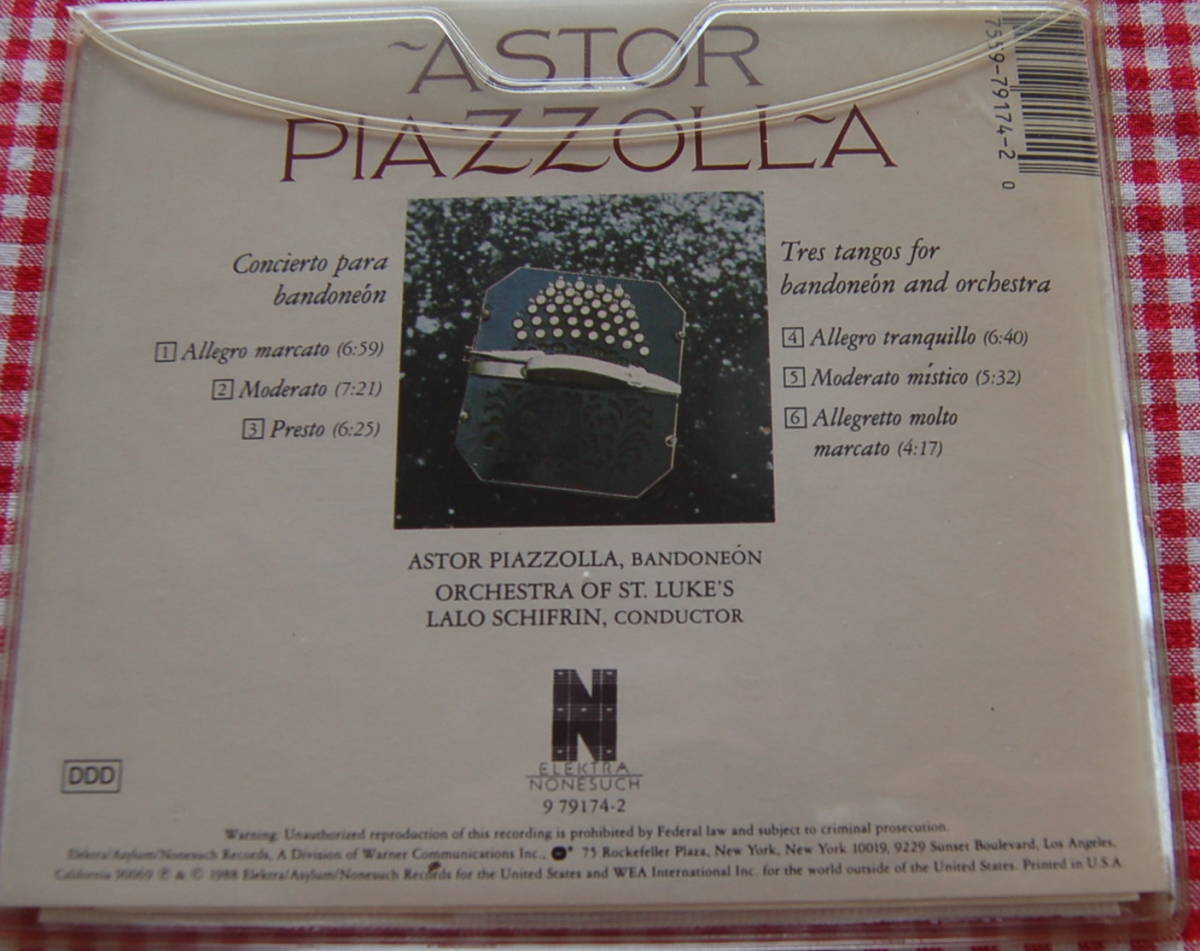 ASTOR
PIAZZOLLA
7559-79174-2 0
Concierto para
bandoneón
1 Allegro marcato (6:59)
2 Moderato (7:21)
3 Presto (6:25)
Tres tangos for
bandoneón and orchestra
4 Allegro tranquillo (6:40)
5 Moderato místico (5:32)
6 Allegretto molto
marcato (4:17)
ASTOR PIAZZOLLA, BANDONEÓN
ORCHESTRA OF ST. LUKE'S
LALO SCHIFRIN, CONDUCTOR
N
ELEKTRA
NONESUCH
9 79174-2
DDD
Warning: Unauthorized reproduction of this recording is prohibited by Federal law and subject to criminal prosecution.
Elektra/Asylum/Nonesuch Records, A Division of Warner Communications Inc., 75 Rockefeller Plaza, New York, New York 10019, 9229 Sunset Boulevard, Los Angeles,
California 90069 ℗ & © 1988 Elektra/Asylum/Nonesuch Records for the United States and WEA International Inc. for the world outside of the United States. Printed in U.S.A.